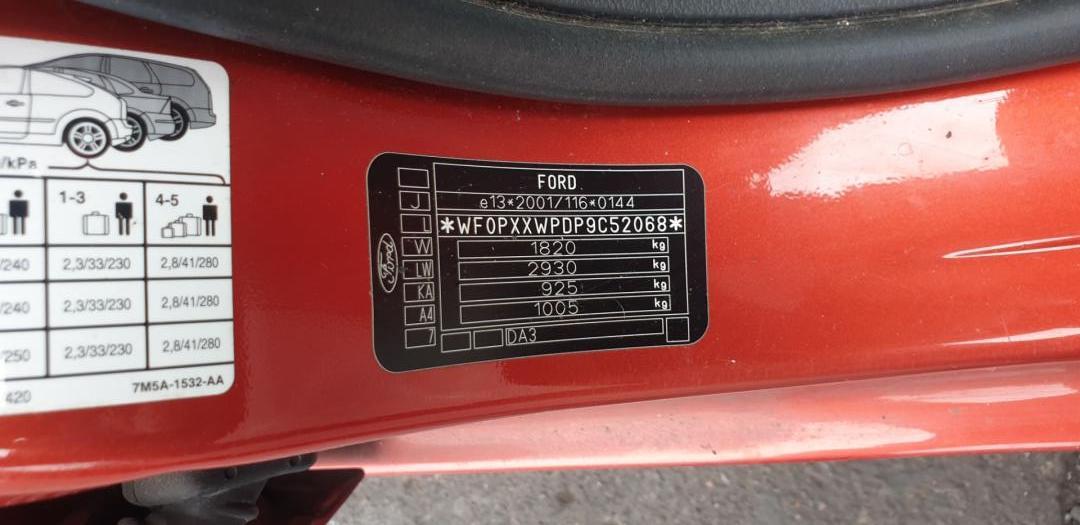 /kPa
1-3
4-5
/240
2,3/33/230
2,8/41/280
/240
2,3/33/230
2,8/41/280
/250
2,3/33/230
2,8/41/280
420
7M5A-1532-AA
FORD
J
e13*2001/116*0144
*WF0PXXWPDP9C52068*
W
1820 kg
LW
2930 kg
KA
925 kg
A4
1005 kg
7
DA3
Ford